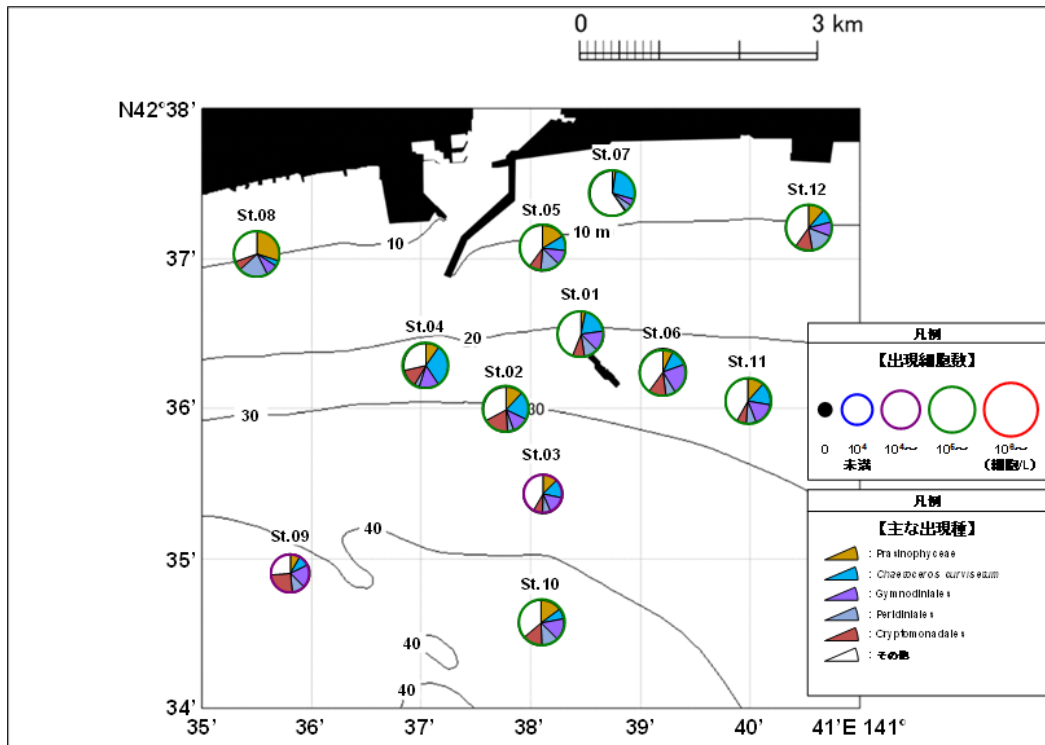 0 3 km
N42°38’
St.07
St.12
St.08
St.05
10
10 m
37’
St.01
St.04
20
St.06
St.11
St.02
凡例
【出現細胞数】
36’
30
30
0 10⁴ 10⁴~ 10⁵~ 10⁶~
未満 (細胞/L)
St.03
凡例
【主な出現種】
St.09
40
35’
: Prasinophyceae
: Chaetoceros curvisetum
: Gymnodiniales
St.10
: Peridiniales
: Cryptomonadales
40
: その他
40
34’
35’ 36’ 37’ 38’ 39’ 40’ 41’E 141°